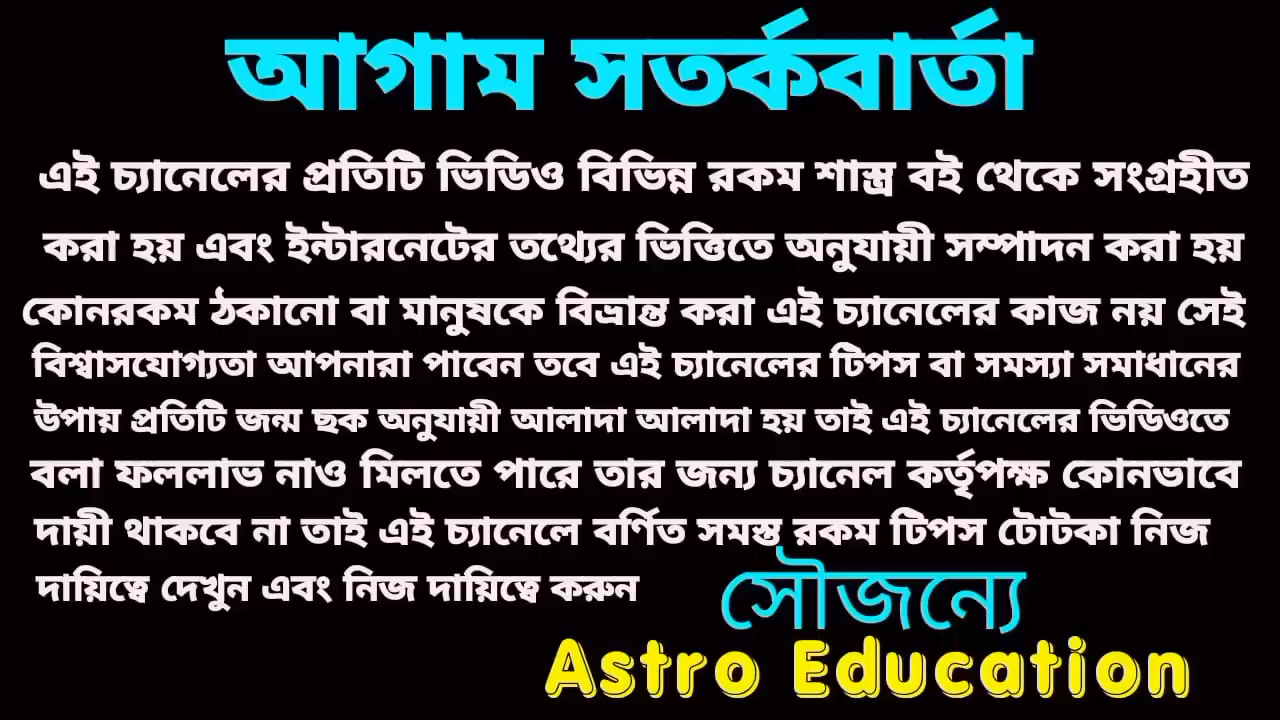 আগাম সতর্কবার্তা
এই চ্যানেলের প্রতিটি ভিডিও বিভিন্ন রকম শাস্ত্র বই থেকে সংগ্রহীত
করা হয় এবং ইন্টারনেটের তথ্যের ভিত্তিতে অনুযায়ী সম্পাদন করা হয়
কোনরকম ঠকানো বা মানুষকে বিভ্রান্ত করা এই চ্যানেলের কাজ নয় সেই
বিশ্বাসযোগ্যতা আপনারা পাবেন তবে এই চ্যানেলের টিপস বা সমস্যা সমাধানের
উপায় প্রতিটি জন্ম ছক অনুযায়ী আলাদা আলাদা হয় তাই এই চ্যানেলের ভিডিওতে
বলা ফললাভ নাও মিলতে পারে তার জন্য চ্যানেল কর্তৃপক্ষ কোনভাবে
দায়ী থাকবে না তাই এই চ্যানেলে বর্ণিত সমস্ত রকম টিপস টোটকা নিজ
দায়িত্বে দেখুন এবং নিজ দায়িত্বে করুন
সৌজন্যে
Astro Education